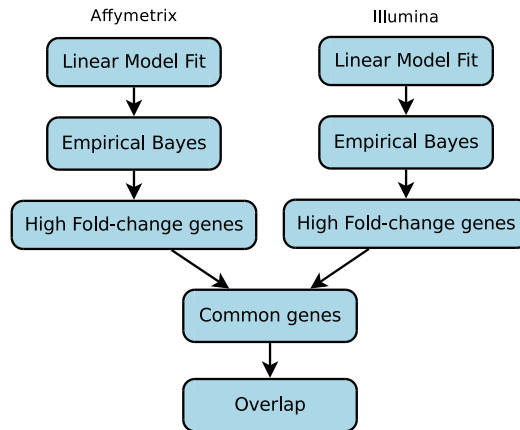 Affymetrix
Illumina
Linear Model Fit
Linear Model Fit
Empirical Bayes
Empirical Bayes
High Fold-change genes
High Fold-change genes
Common genes
Overlap